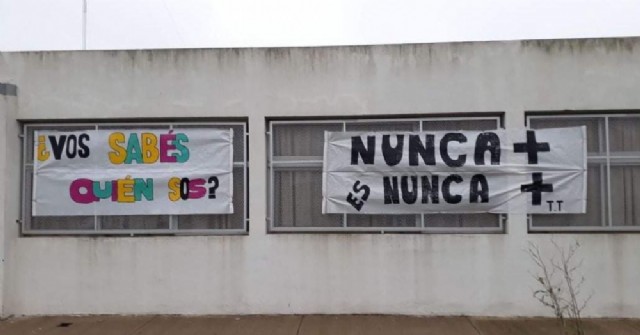 ¿VOS SABÉS
QUIÉN SOS?
NUNCA +
ES NUNCA +
TT